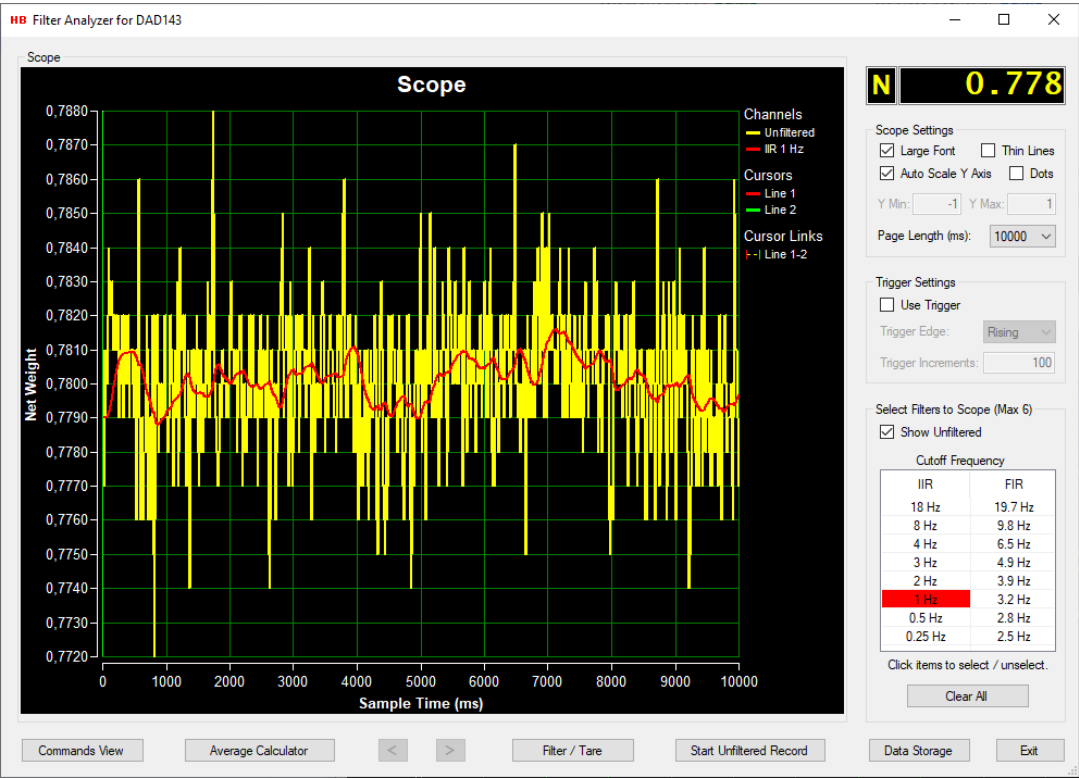 HB Filter Analyzer for DAD143
Scope
Scope
0,7880
0,7870
0,7860
0,7850
0,7840
0,7830
0,7820
0,7810
0,7800
0,7790
0,7780
0,7770
0,7760
0,7750
0,7740
0,7730
0,7720
Net Weight
0 1000 2000 3000 4000 5000 6000 7000 8000 9000 10000
Sample Time (ms)
Channels
Unfiltered
IIR 1 Hz
Cursors
Line 1
Line 2
Cursor Links
Line 1-2
N 0.778
Scope Settings
Large Font Thin Lines
Auto Scale Y Axis Dots
Y Min: -1 Y Max: 1
Page Length (ms): 10000
Trigger Settings
Use Trigger
Trigger Edge: Rising
Trigger Increments: 100
Select Filters to Scope (Max 6)
Show Unfiltered
Cutoff Frequency
IIR FIR
18 Hz 19.7 Hz
8 Hz 9.8 Hz
4 Hz 6.5 Hz
3 Hz 4.9 Hz
2 Hz 3.9 Hz
1 Hz 3.2 Hz
0.5 Hz 2.8 Hz
0.25 Hz 2.5 Hz
Click items to select / unselect.
Clear All
Commands View Average Calculator < > Filter / Tare Start Unfiltered Record Data Storage Exit